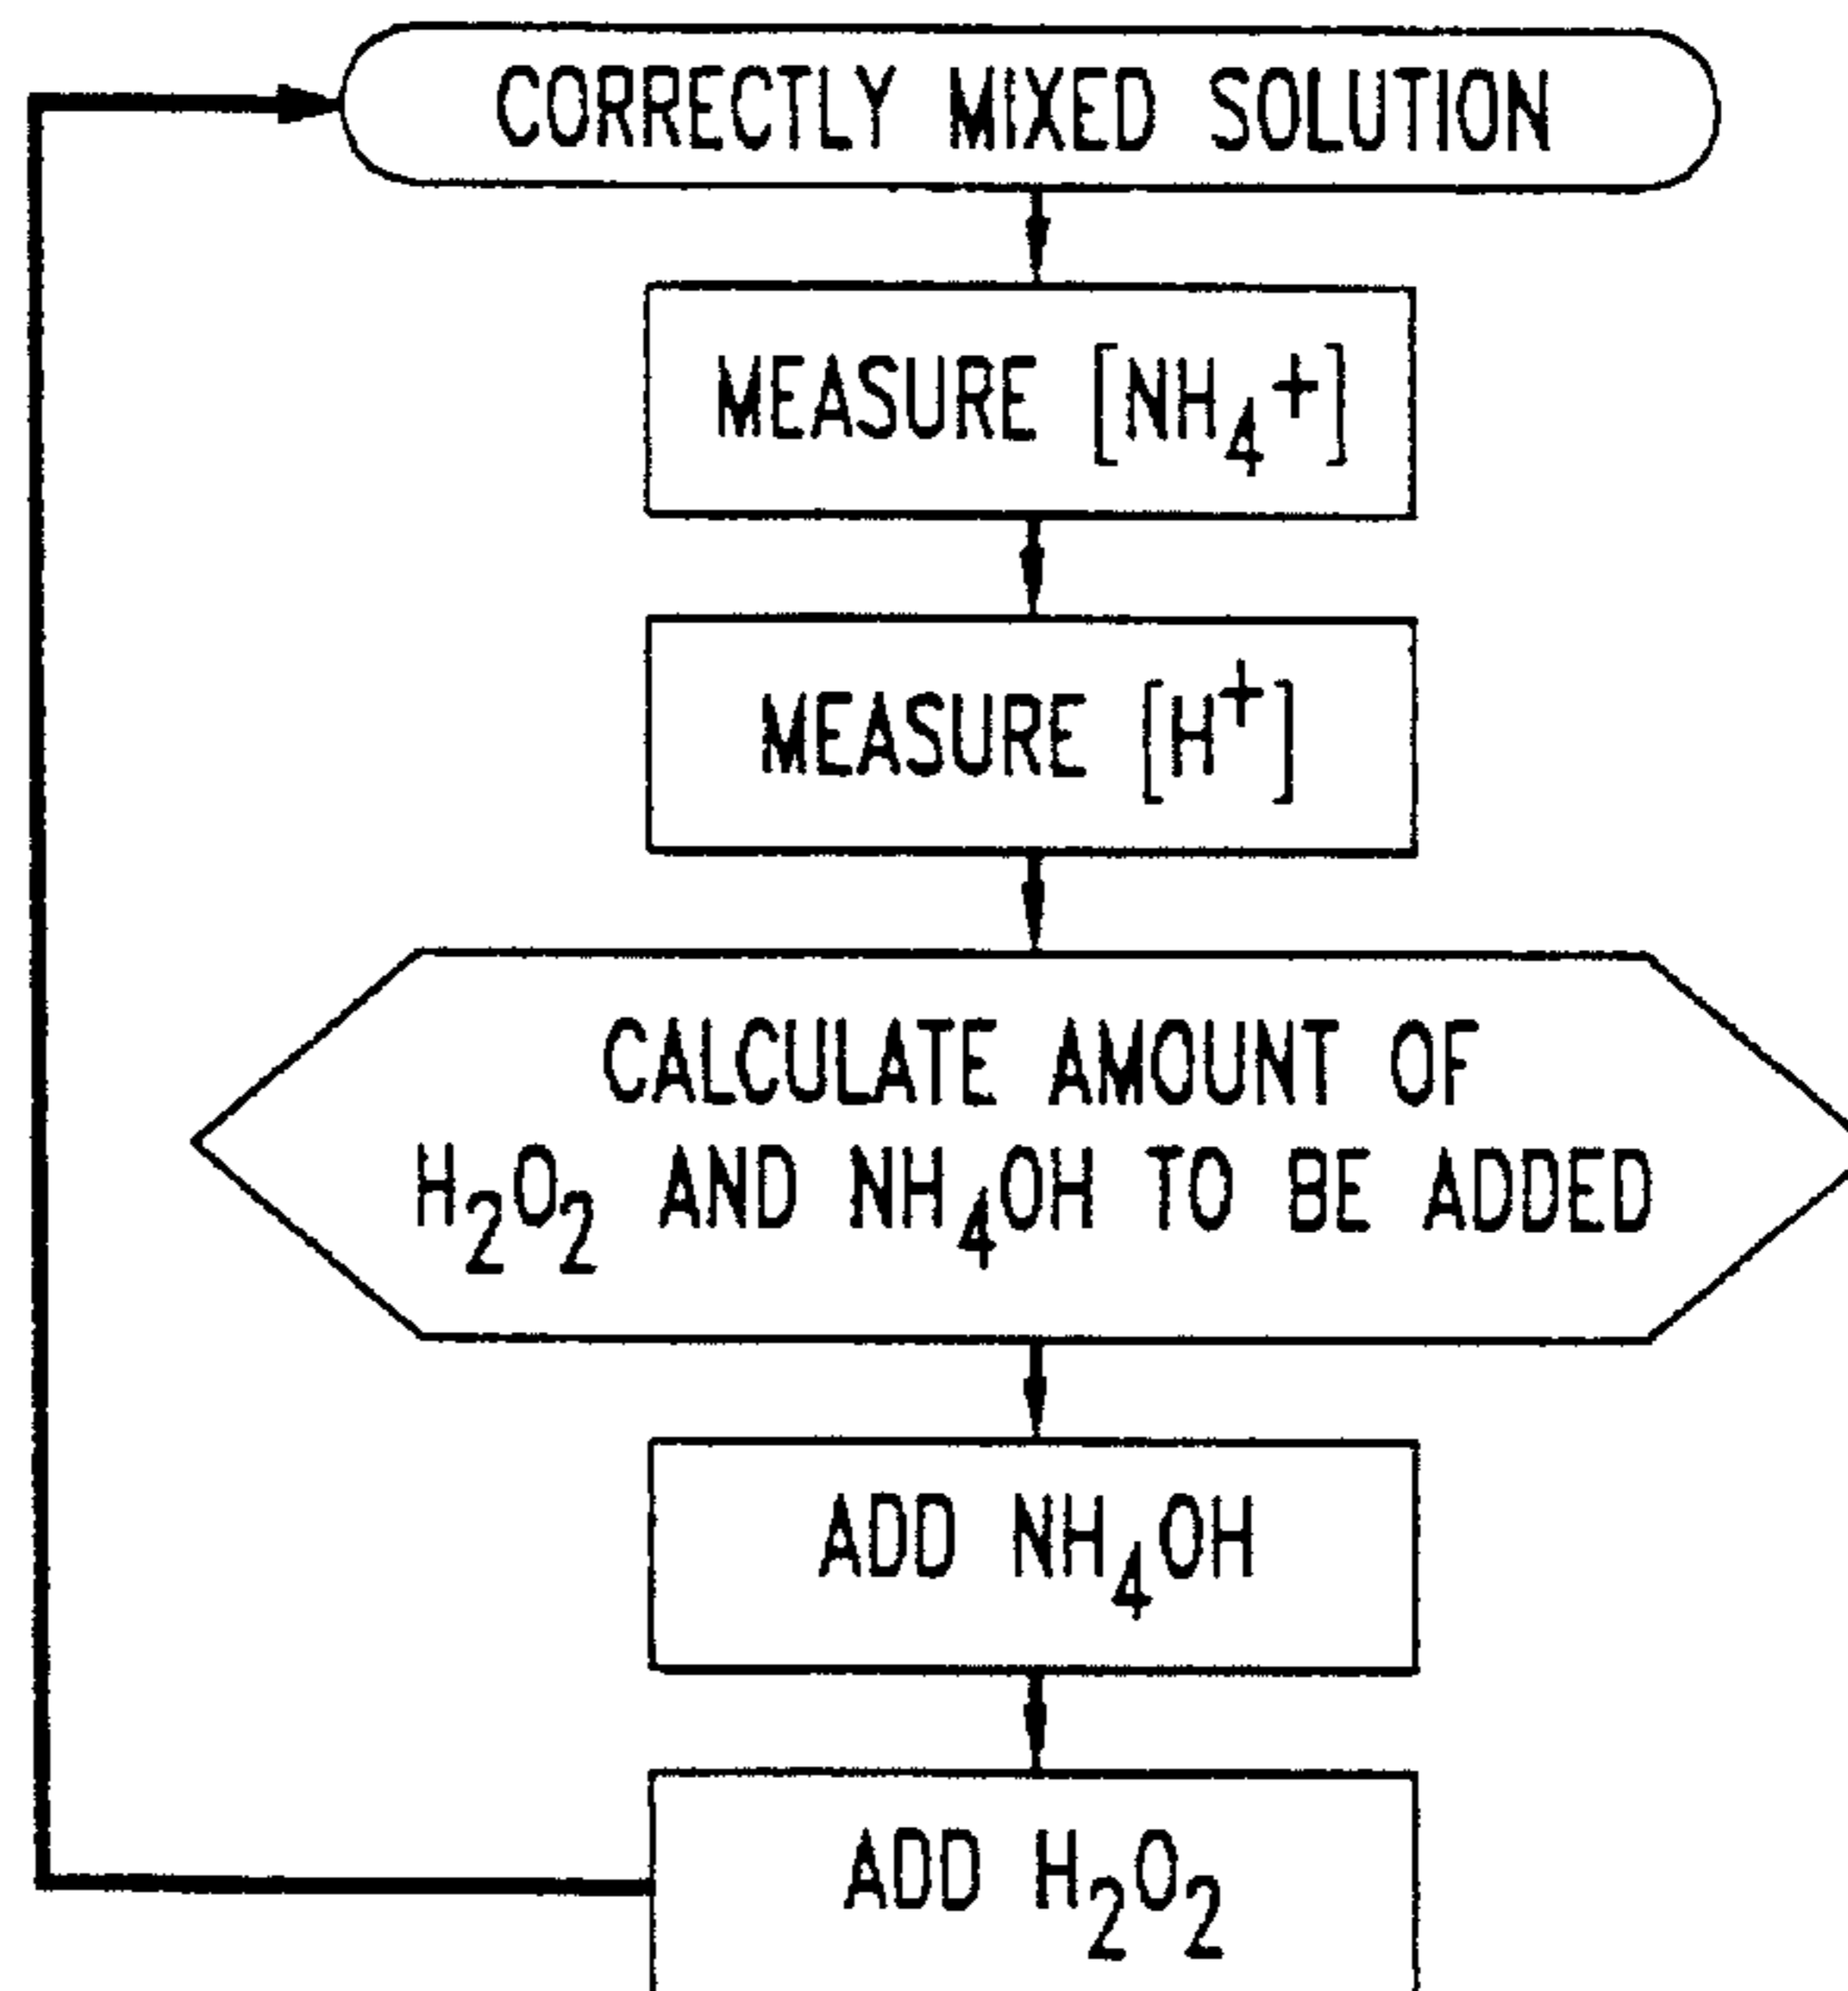 CORRECTLY MIXED SOLUTION
MEASURE [NH₄⁺]
MEASURE [H⁺]
CALCULATE AMOUNT OF
H₂O₂ AND NH₄OH TO BE ADDED
ADD NH₄OH
ADD H₂O₂